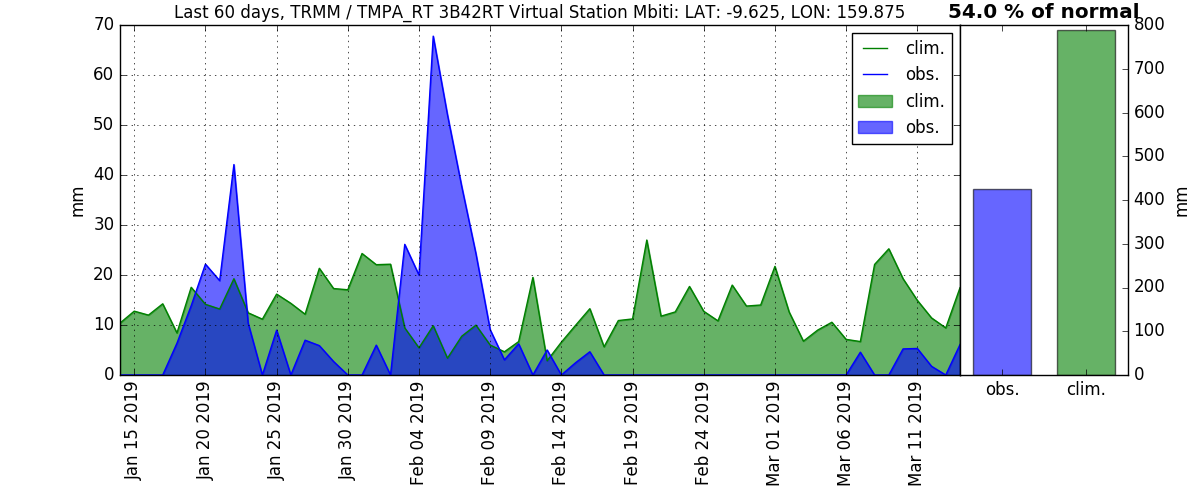 Last 60 days, TRMM / TMPA_RT 3B42RT Virtual Station Mbiti: LAT: -9.625, LON: 159.875
54.0 % of normal
70
60
50
40
30
20
10
0
mm
clim.
obs.
clim.
obs.
800
700
600
500
400
300
200
100
0
mm
Jan 15 2019
Jan 20 2019
Jan 25 2019
Jan 30 2019
Feb 04 2019
Feb 09 2019
Feb 14 2019
Feb 19 2019
Feb 24 2019
Mar 01 2019
Mar 06 2019
Mar 11 2019
obs.
clim.